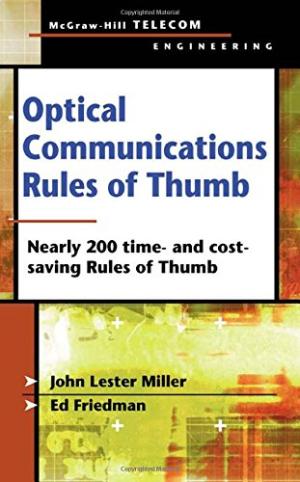 McGraw-Hill TELECOM
ENGINEERING
Optical
Communications
Rules of Thumb
Nearly 200 time- and cost-
saving Rules of Thumb
John Lester Miller
Ed Friedman